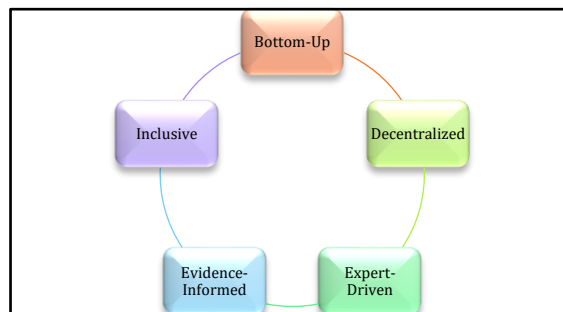 Bottom-Up
Inclusive
Decentralized
Evidence-
Informed
Expert-
Driven